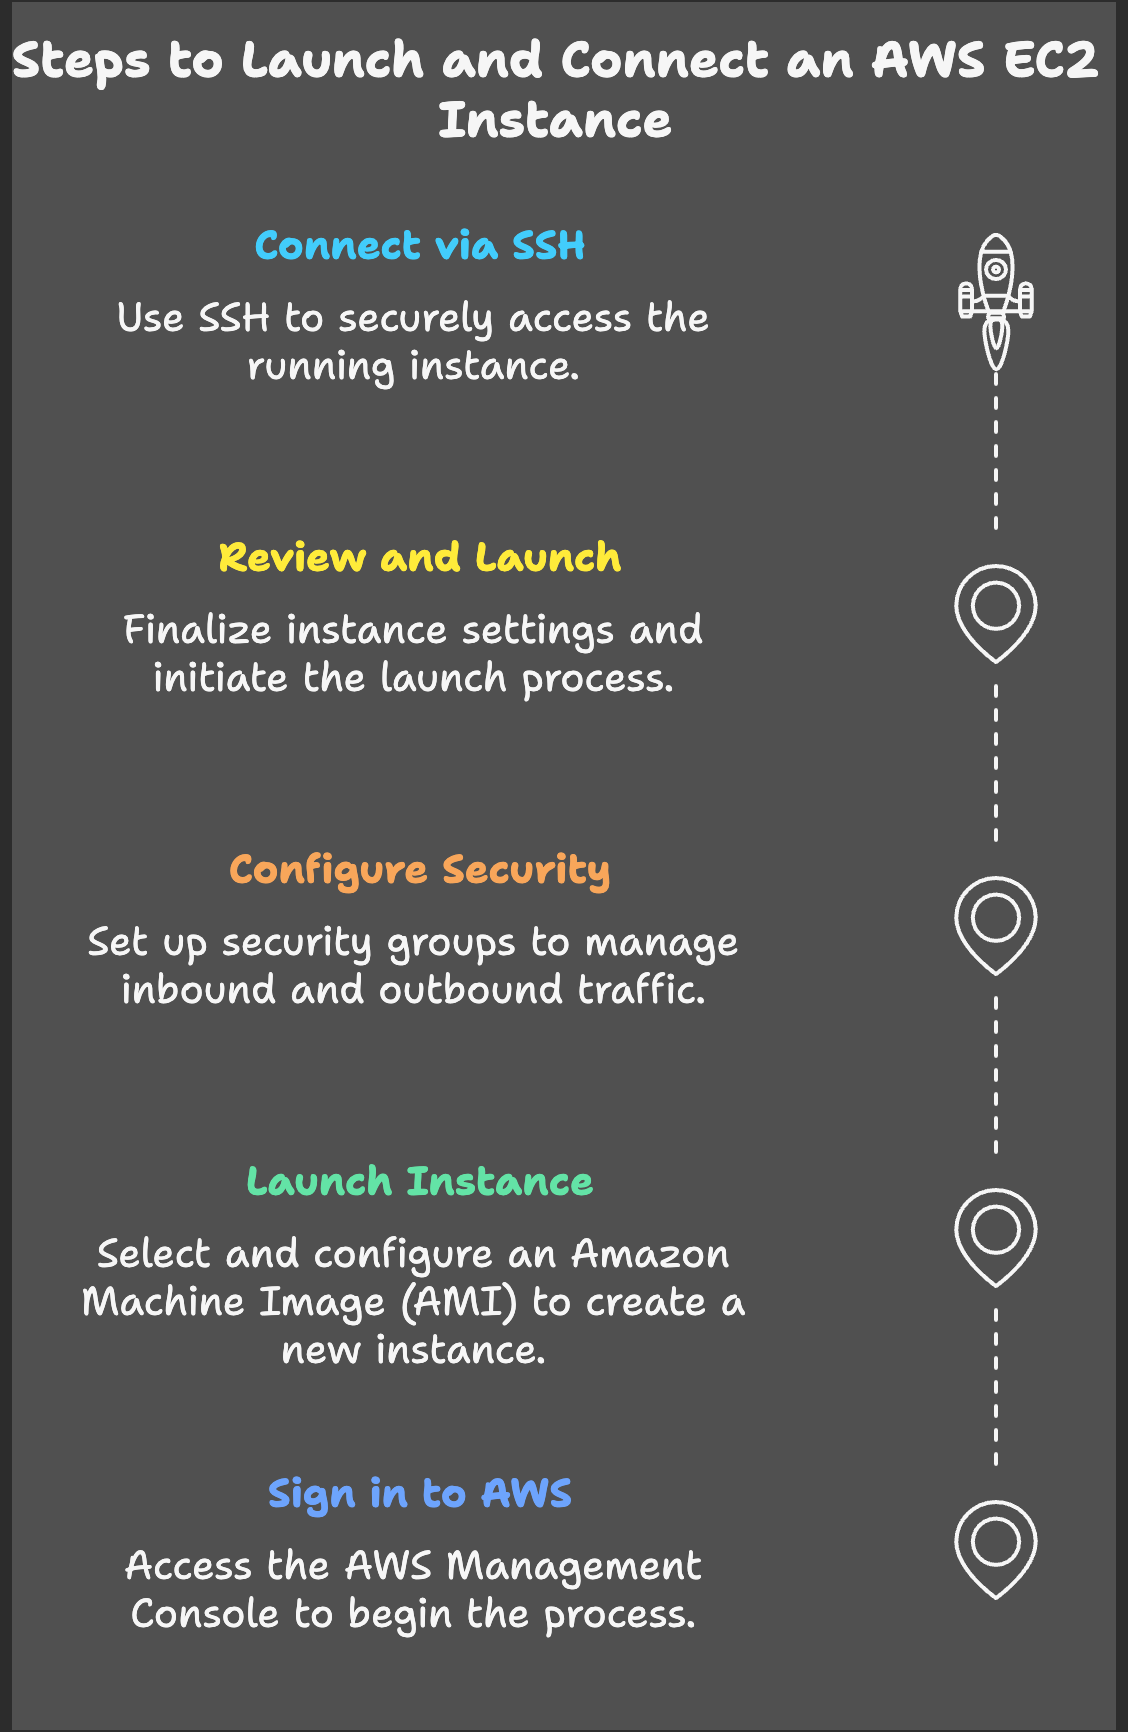 Steps to Launch and Connect an AWS EC2
Instance
Connect via SSH
Use SSH to securely access the
running instance.
Review and Launch
Finalize instance settings and
initiate the launch process.
Configure Security
Set up security groups to manage
inbound and outbound traffic.
Launch Instance
Select and configure an Amazon
Machine Image (AMI) to create a
new instance.
Sign in to AWS
Access the AWS Management
Console to begin the process.